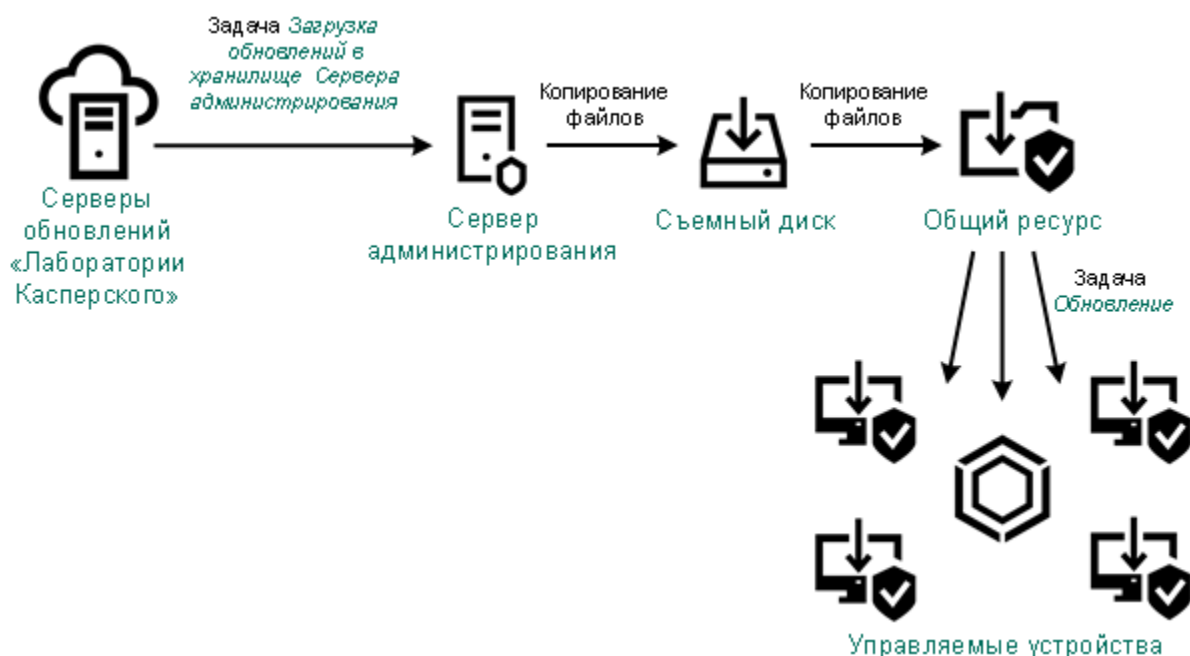 Задача Загрузка
обновлений в
хранилище Сервера
администрирования
Копирование
файлов
Копирование
файлов
Серверы
обновлений
«Лаборатории
Касперского»
Сервер
администрирования
Съемный диск
Общий ресурс
Задача
Обновление
Управляемые устройства